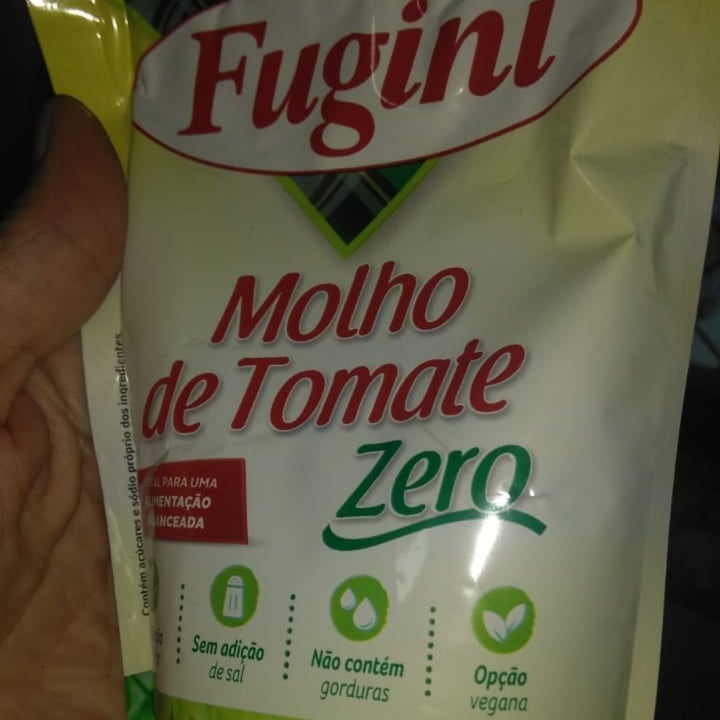 Fugini
Molho
de Tomate
Zero
PARA UMA
ALIMENTAÇÃO
BALANCEADA
Contém açúcares e sódio próprio dos ingredientes
Sem adição
de sal
Não contém
gorduras
Opção
vegana